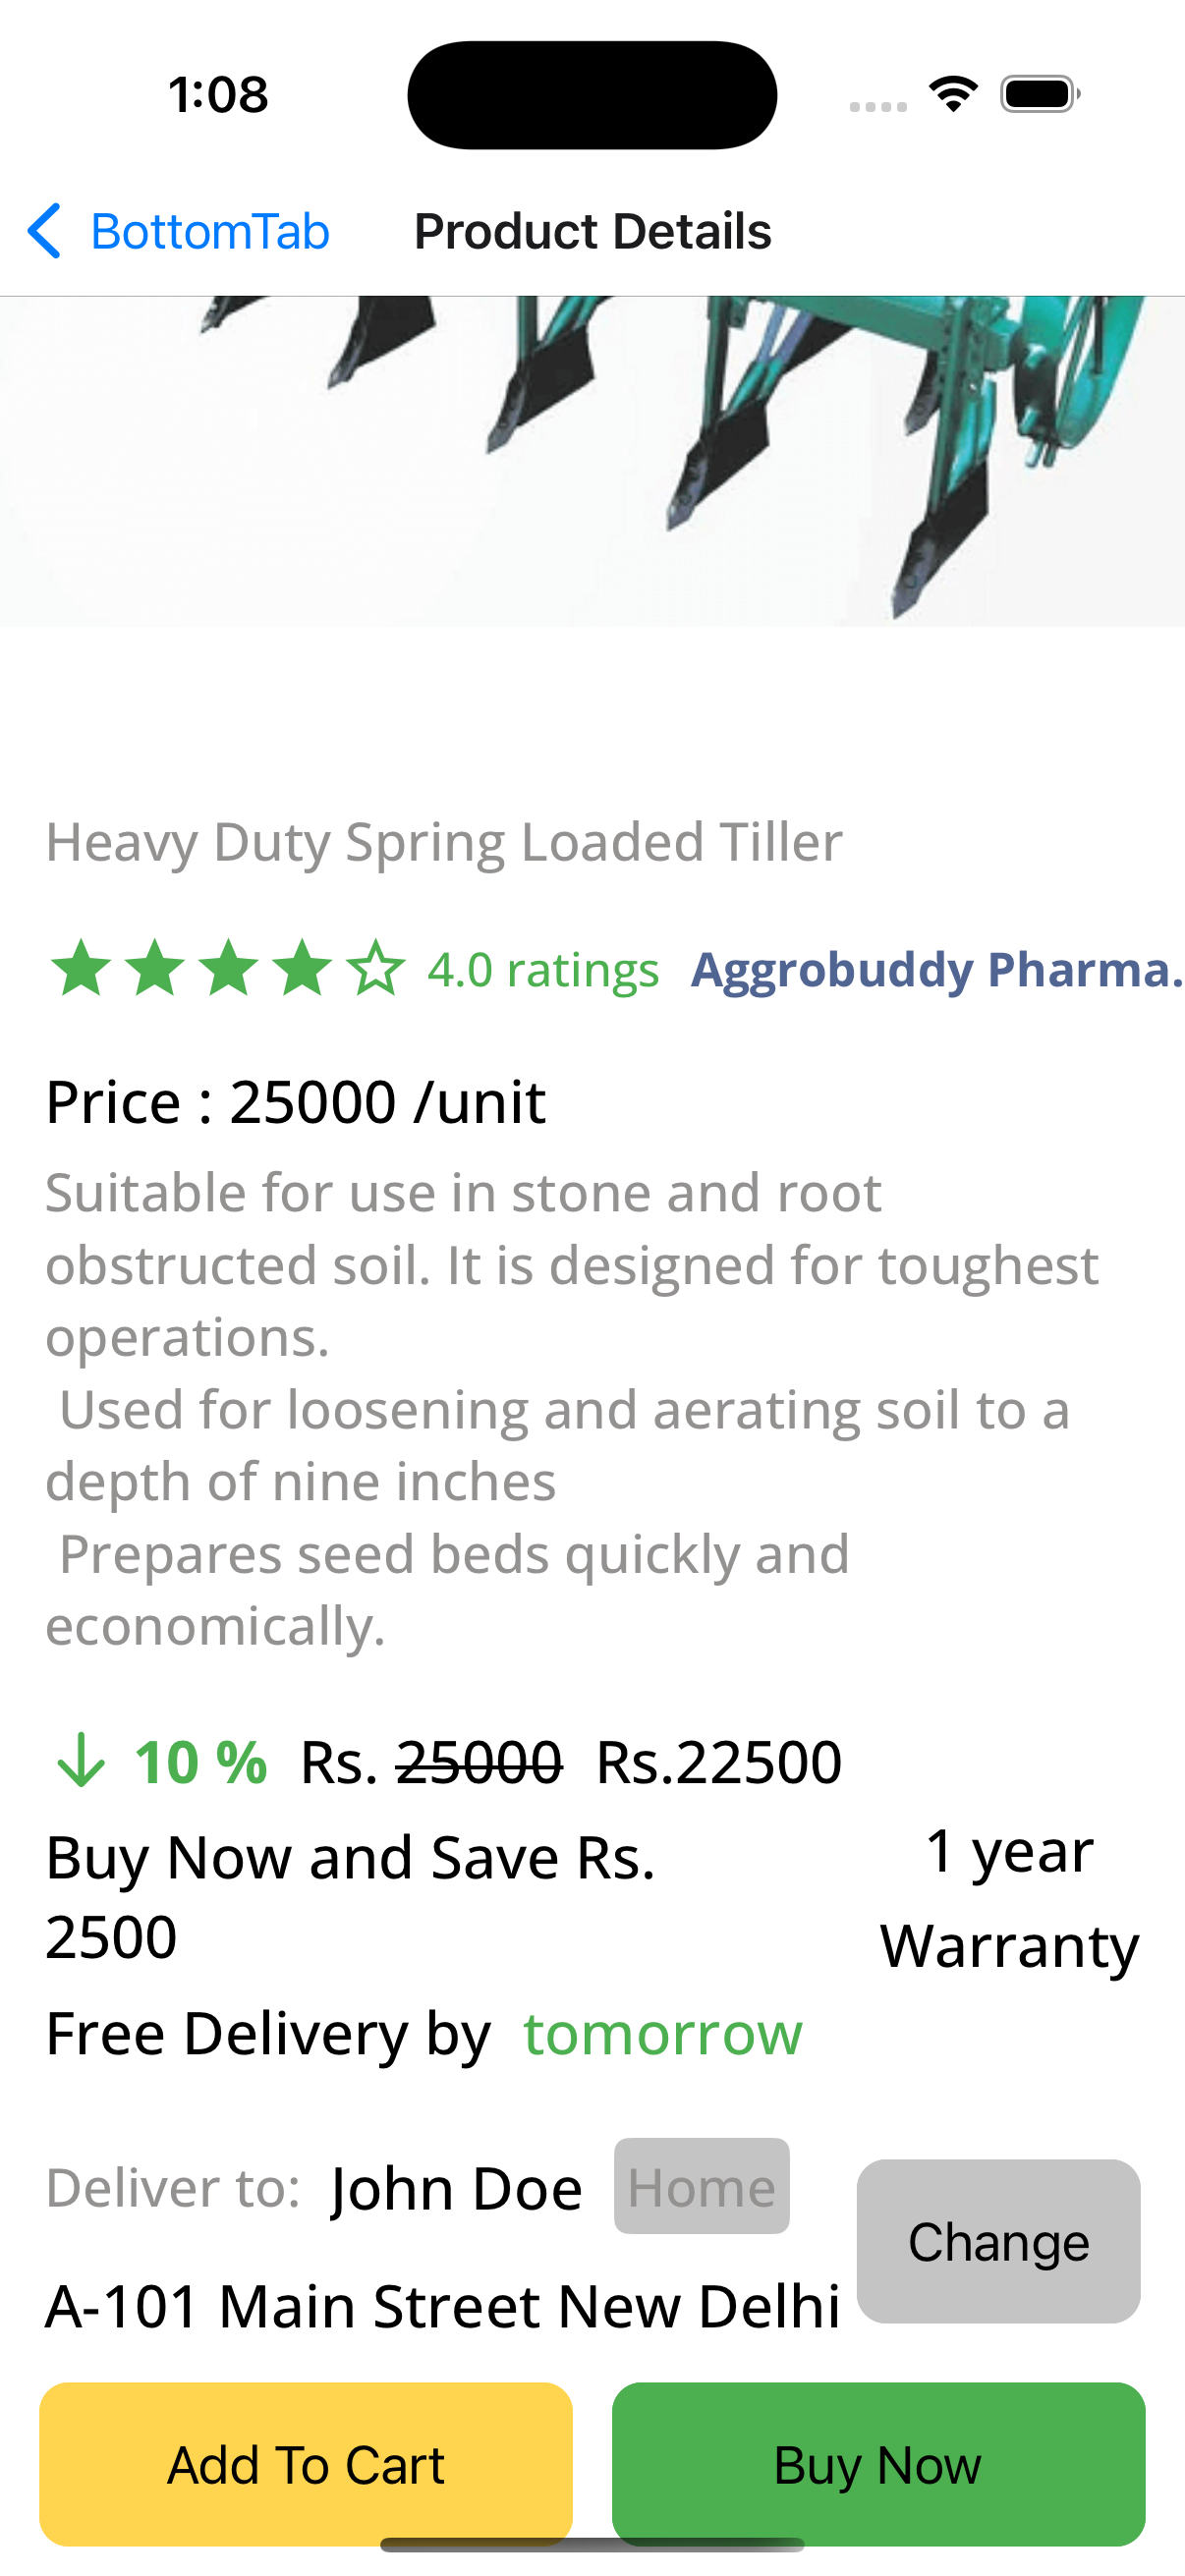 1:08
BottomTab
Product Details
Heavy Duty Spring Loaded Tiller
4.0 ratings Aggrobuddy Pharma.
Price : 25000 /unit
Suitable for use in stone and root
obstructed soil. It is designed for toughest
operations.
Used for loosening and aerating soil to a
depth of nine inches
Prepares seed beds quickly and
economically.
↓ 10 % Rs. 25000 Rs.22500
Buy Now and Save Rs.
2500
1 year
Warranty
Free Delivery by tomorrow
Deliver to: John Doe Home
Change
A-101 Main Street New Delhi
Add To Cart
Buy Now